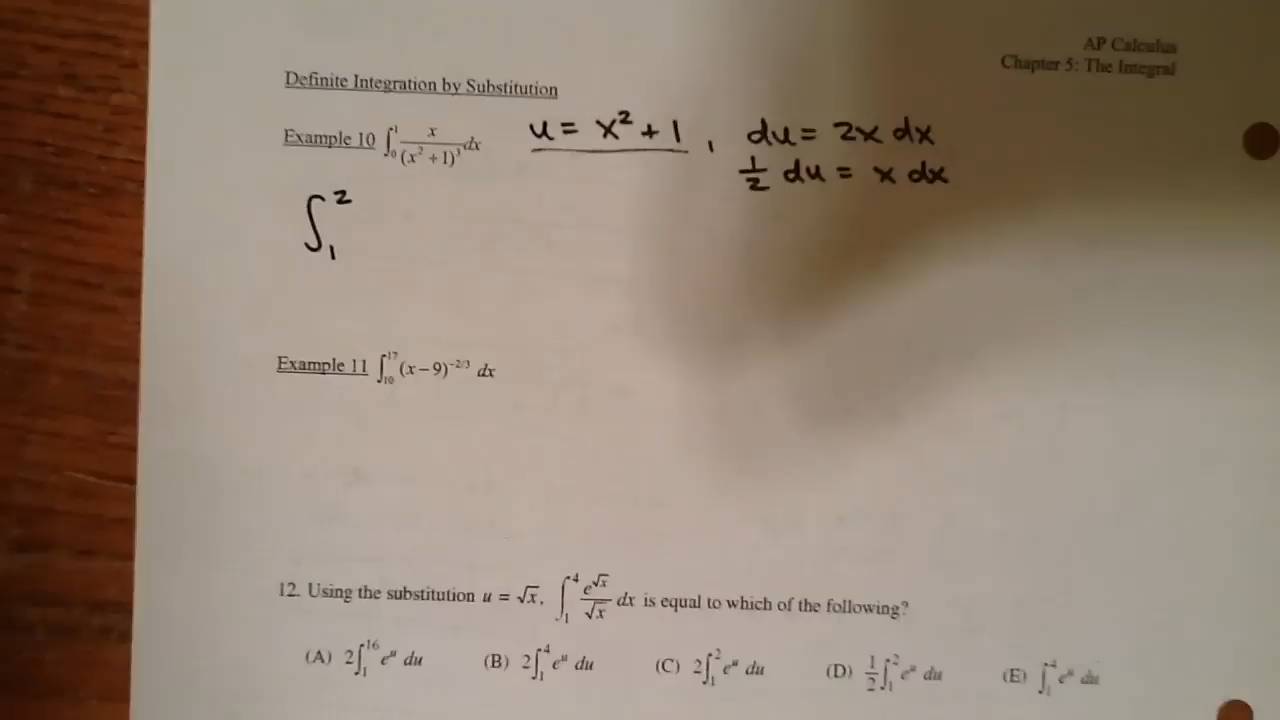 AP Calculus
Chapter 5: The Integral
Definite Integration by Substitution
Example 10 ∫₀¹ x/(x² + 1)³ dx u = x² + 1, du = 2x dx
½ du = x dx
∫₁²
Example 11 ∫₁₀¹⁷ (x – 9)^(-2/3) dx
12. Using the substitution u = √x, ∫₁⁴ e^(√x)/√x dx is equal to which of the following?
(A) 2∫₁¹⁶ eᵘ du (B) 2∫₁⁴ eᵘ du (C) 2∫₁² eᵘ du (D) ½∫₁² eᵘ du (E) ∫₁⁴ eᵘ du